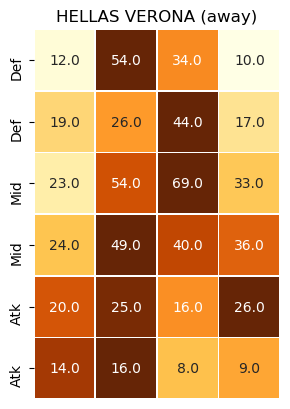 HELLAS VERONA (away)
Def 12.0 54.0 34.0 10.0
Def 19.0 26.0 44.0 17.0
Mid 23.0 54.0 69.0 33.0
Mid 24.0 49.0 40.0 36.0
Atk 20.0 25.0 16.0 26.0
Atk 14.0 16.0 8.0 9.0